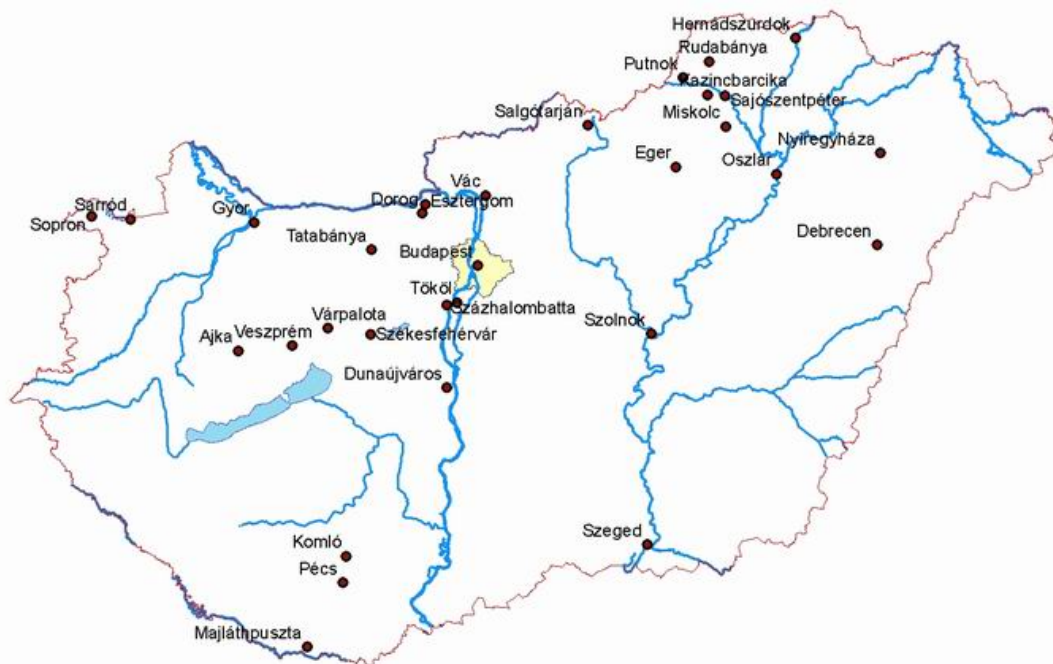 Hernádszurdok
Rudabánya
Putnok
Kazincbarcika
Sajószentpéter
Salgótarján
Miskolc
Nyíregyháza
Eger
Oszlár
Vác
Dorog
Esztergom
Sarród
Sopron
Gyor
Tatabánya
Budapest
Debrecen
Tököl
Százhalombatta
Várpalota
Székesfehérvár
Szolnok
Ajka
Veszprém
Dunaújváros
Szeged
Komló
Pécs
Majláthpuszta